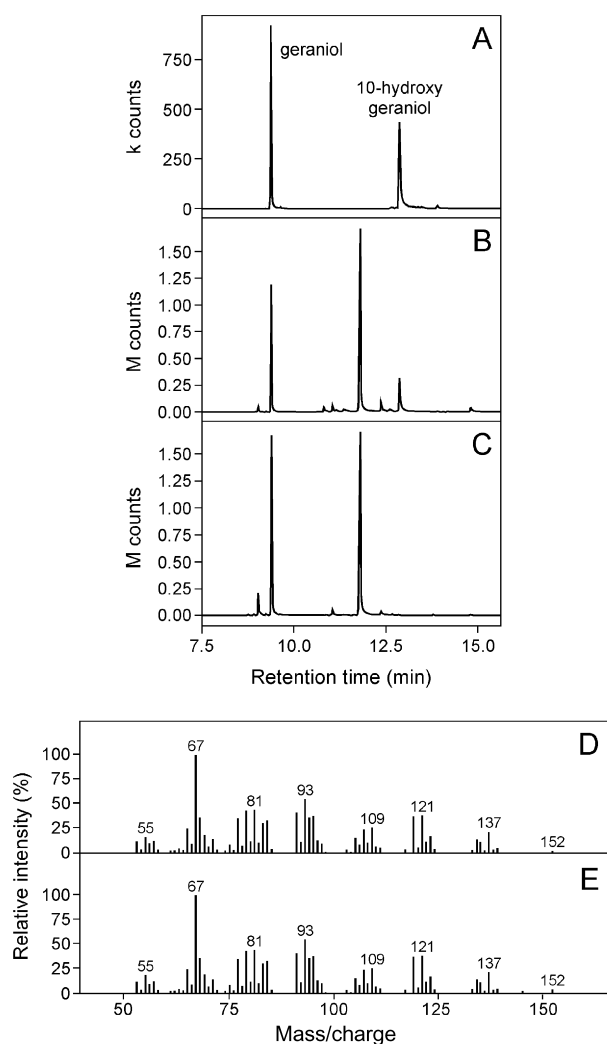 A
geraniol
10-hydroxy
geraniol
k counts
750
500
250
0
B
M counts
1.50
1.25
1.00
0.75
0.50
0.25
0.00
C
M counts
1.50
1.25
1.00
0.75
0.50
0.25
0.00
7.5 10.0 12.5 15.0
Retention time (min)
D
Relative intensity (%)
100
75
50
25
0
55 67 81 93 109 121 137 152
E
100
75
50
25
0
55 67 81 93 109 121 137 152
50 75 100 125 150
Mass/charge